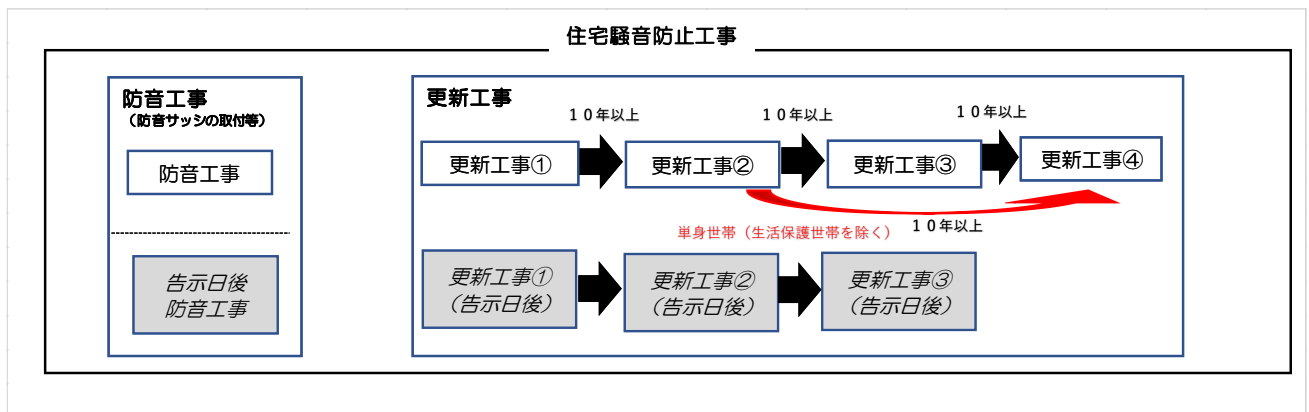 住宅騒音防止工事
防音工事
（防音サッシの取付等）
防音工事
告示日後
防音工事
更新工事
１０年以上
１０年以上
１０年以上
更新工事①
更新工事②
更新工事③
更新工事④
単身世帯（生活保護世帯を除く）
１０年以上
更新工事①
（告示日後）
更新工事②
（告示日後）
更新工事③
（告示日後）